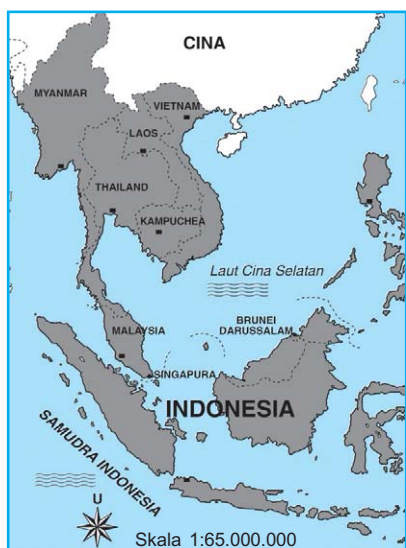 CINA
MYANMAR
VIETNAM
LAOS
THAILAND
KAMPUCHEA
Laut Cina Selatan
BRUNEI
DARUSSALAM
MALAYSIA
SINGAPURA
INDONESIA
SAMUDRA INDONESIA
U
Skala 1:65.000.000